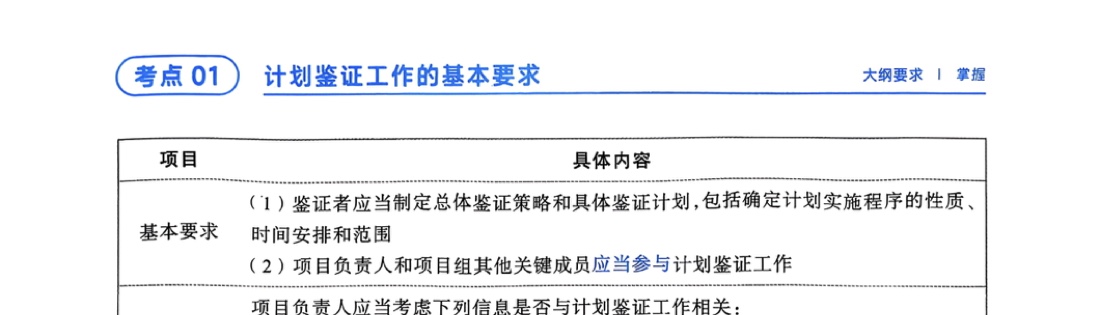 考点 01 计划鉴证工作的基本要求 大纲要求 | 掌握
项目 具体内容
基本要求
(1)鉴证者应当制定总体鉴证策略和具体鉴证计划,包括确定计划实施程序的性质、
时间安排和范围
(2)项目负责人和项目组其他关键成员应当参与计划鉴证工作
项目负责人应当考虑下列信息是否与计划鉴证工作相关: